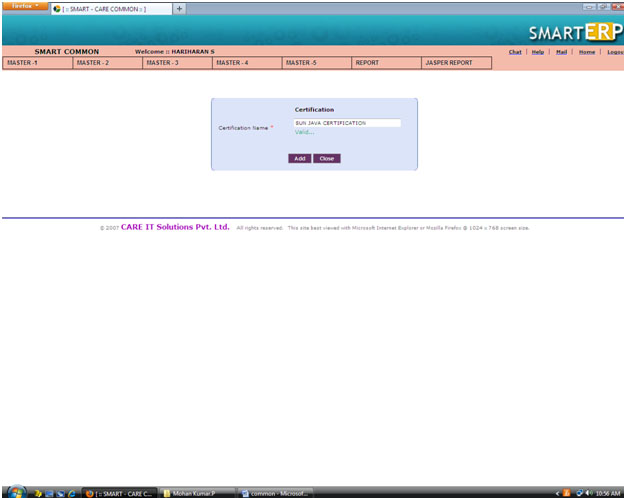 Firefox
[ :: SMART - CARE COMMON :: ]
+
SMARTERP
SMART COMMON
Welcome :: HARIHARAN S
Chat | Help | Mail | Home | Logou
MASTER -1
MASTER - 2
MASTER - 3
MASTER - 4
MASTER -5
REPORT
JASPER REPORT
Certification
Certification Name *
SUN JAVA CERTIFICATION
Valid...
Add
Close
© 2007 CARE IT Solutions Pvt. Ltd. All rights reserved. This site best viewed with Microsoft Internet Explorer or Mozilla Firefox @ 1024 x 768 screen size.
[ :: SMART - CARE C...
Mohan Kumar.P
common - Microsof...
10:56 AM